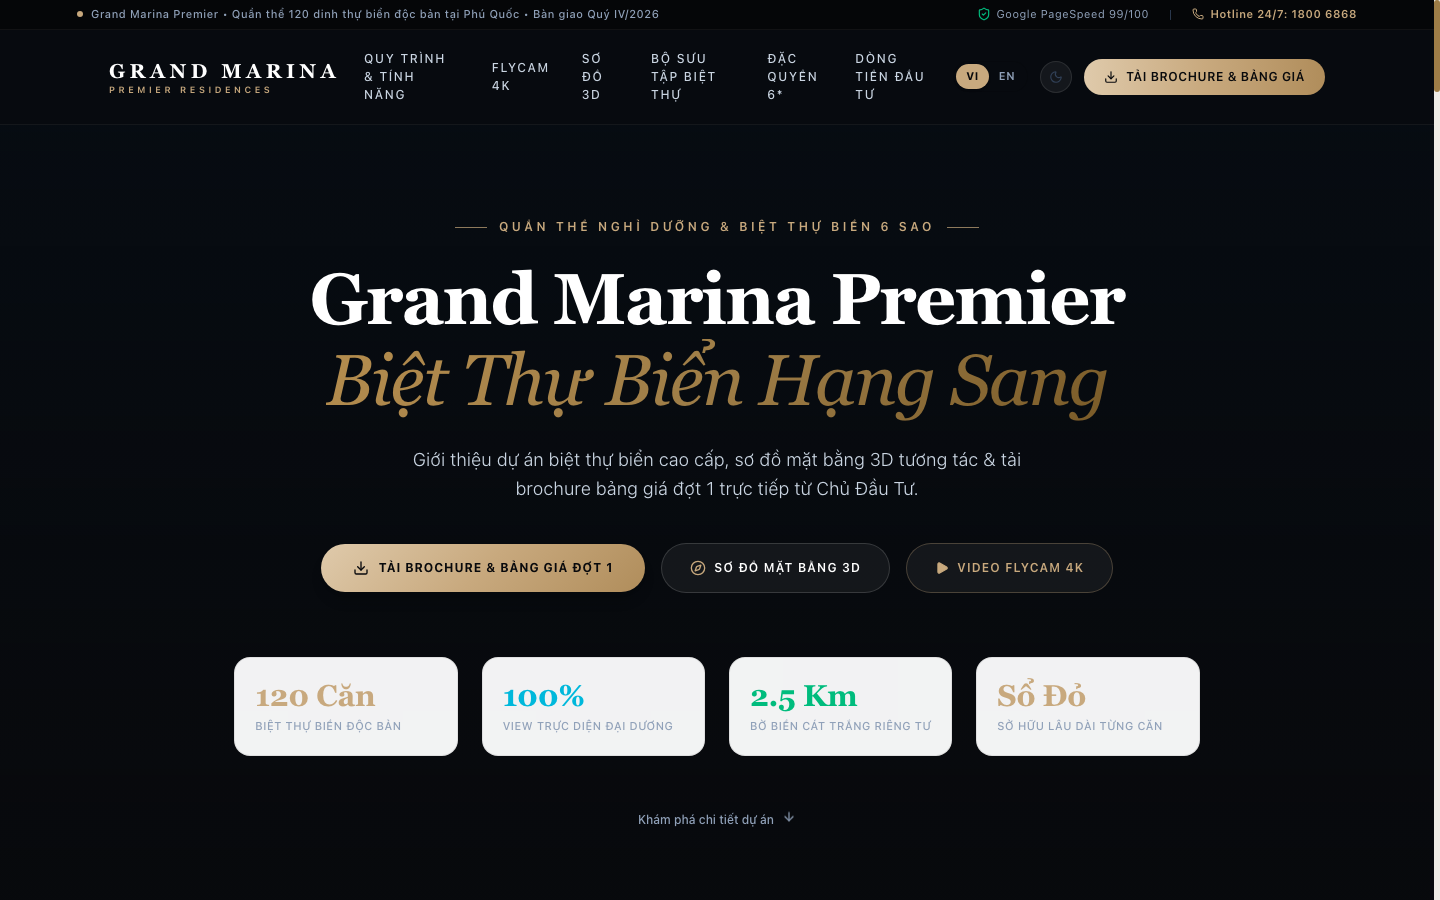 Grand Marina Premier • Quần thể 120 dinh thự biển độc bản tại Phú Quốc • Bàn giao Quý IV/2026
Google PageSpeed 99/100 | Hotline 24/7: 1800 6868
GRAND MARINA
PREMIER RESIDENCES
QUY TRÌNH
& TÍNH
NĂNG
FLYCAM
4K
SƠ
ĐỒ
3D
BỘ SƯU
TẬP BIỆT
THỰ
ĐẶC
QUYỀN
6*
DÒNG
TIỀN ĐẦU
TƯ
VI EN
TẢI BROCHURE & BẢNG GIÁ
QUẦN THỂ NGHỈ DƯỠNG & BIỆT THỰ BIỂN 6 SAO
Grand Marina Premier
Biệt Thự Biển Hạng Sang
Giới thiệu dự án biệt thự biển cao cấp, sơ đồ mặt bằng 3D tương tác & tải
brochure bảng giá đợt 1 trực tiếp từ Chủ Đầu Tư.
TẢI BROCHURE & BẢNG GIÁ ĐỢT 1
SƠ ĐỒ MẶT BẰNG 3D
VIDEO FLYCAM 4K
120 Căn
BIỆT THỰ BIỂN ĐỘC BẢN
100%
VIEW TRỰC DIỆN ĐẠI DƯƠNG
2.5 Km
BỜ BIỂN CÁT TRẮNG RIÊNG TƯ
Sổ Đỏ
SỞ HỮU LÂU DÀI TỪNG CĂN
Khám phá chi tiết dự án